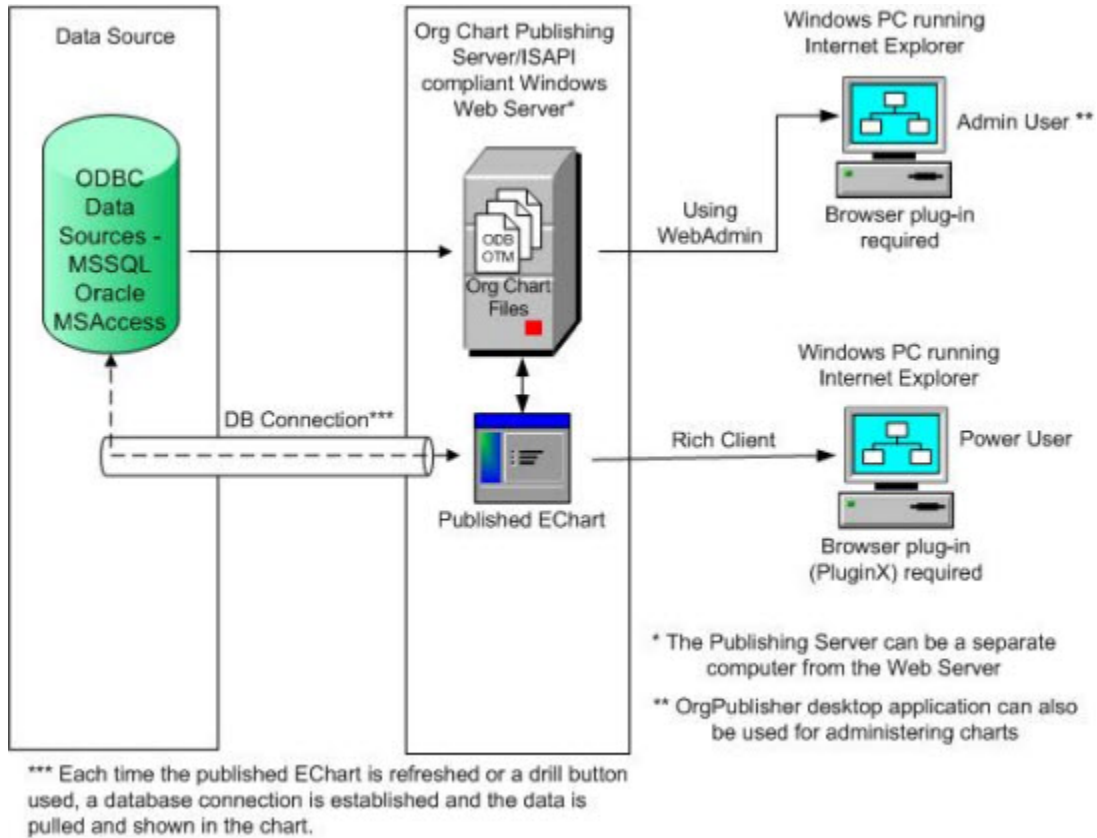 Data Source
ODBC
Data
Sources -
MSSQL
Oracle
MSAccess
Org Chart Publishing
Server/ISAPI
compliant Windows
Web Server*
ODB
OTM
Org Chart
Files
Using
WebAdmin
Windows PC running
Internet Explorer
Admin User **
Browser plug-in
required
DB Connection***
Published EChart
Rich Client
Windows PC running
Internet Explorer
Power User
Browser plug-in
(PluginX) required
* The Publishing Server can be a separate
computer from the Web Server
** OrgPublisher desktop application can also
be used for administering charts
*** Each time the published EChart is refreshed or a drill button
used, a database connection is established and the data is
pulled and shown in the chart.